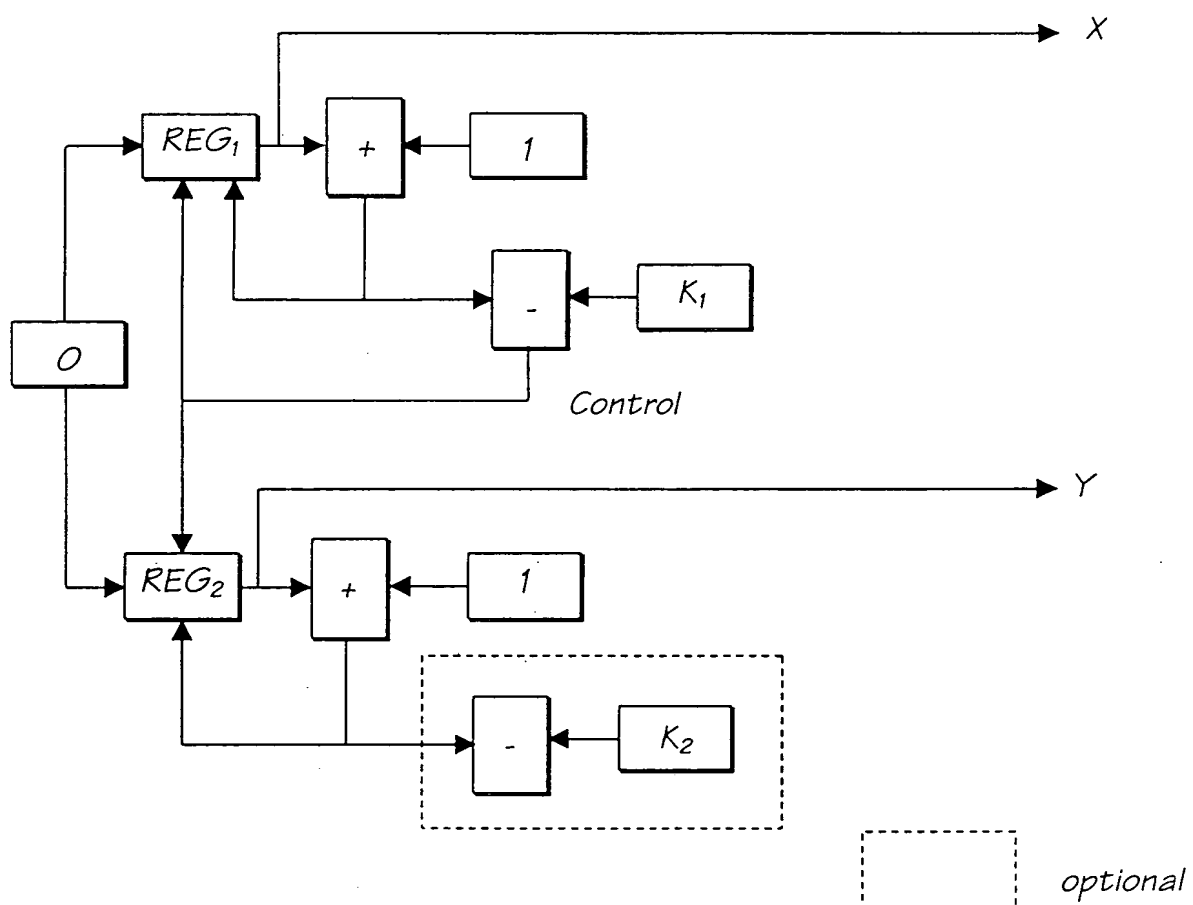 X
REG₁
+
1
-
K₁
0
Control
Y
REG₂
+
1
-
K₂
optional